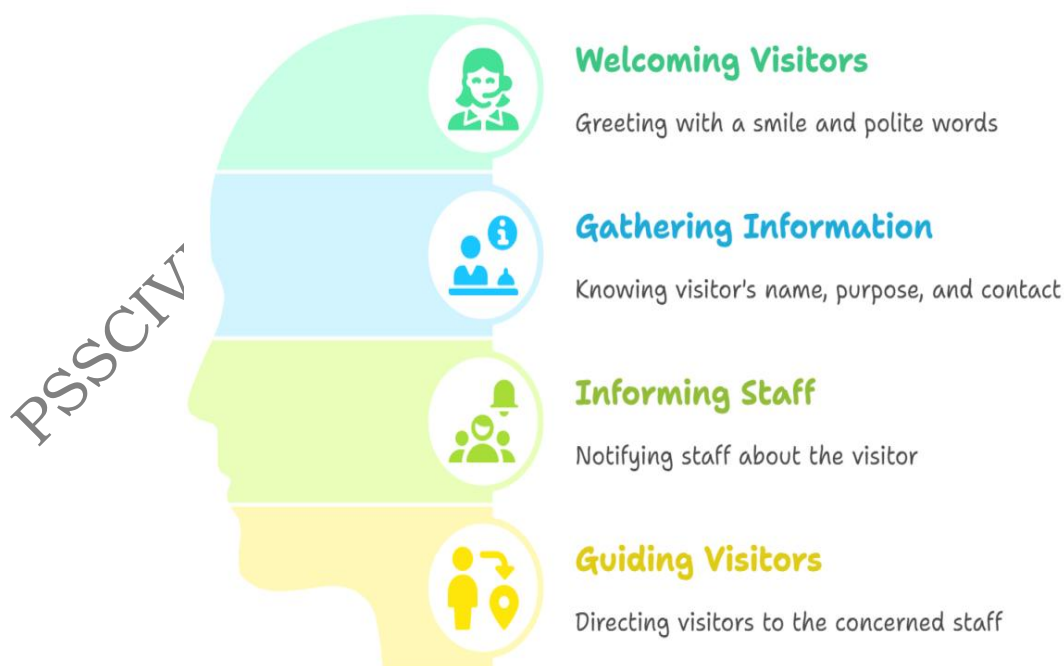 Welcoming Visitors
Greeting with a smile and polite words
Gathering Information
Knowing visitor's name, purpose, and contact
Informing Staff
Notifying staff about the visitor
Guiding Visitors
Directing visitors to the concerned staff